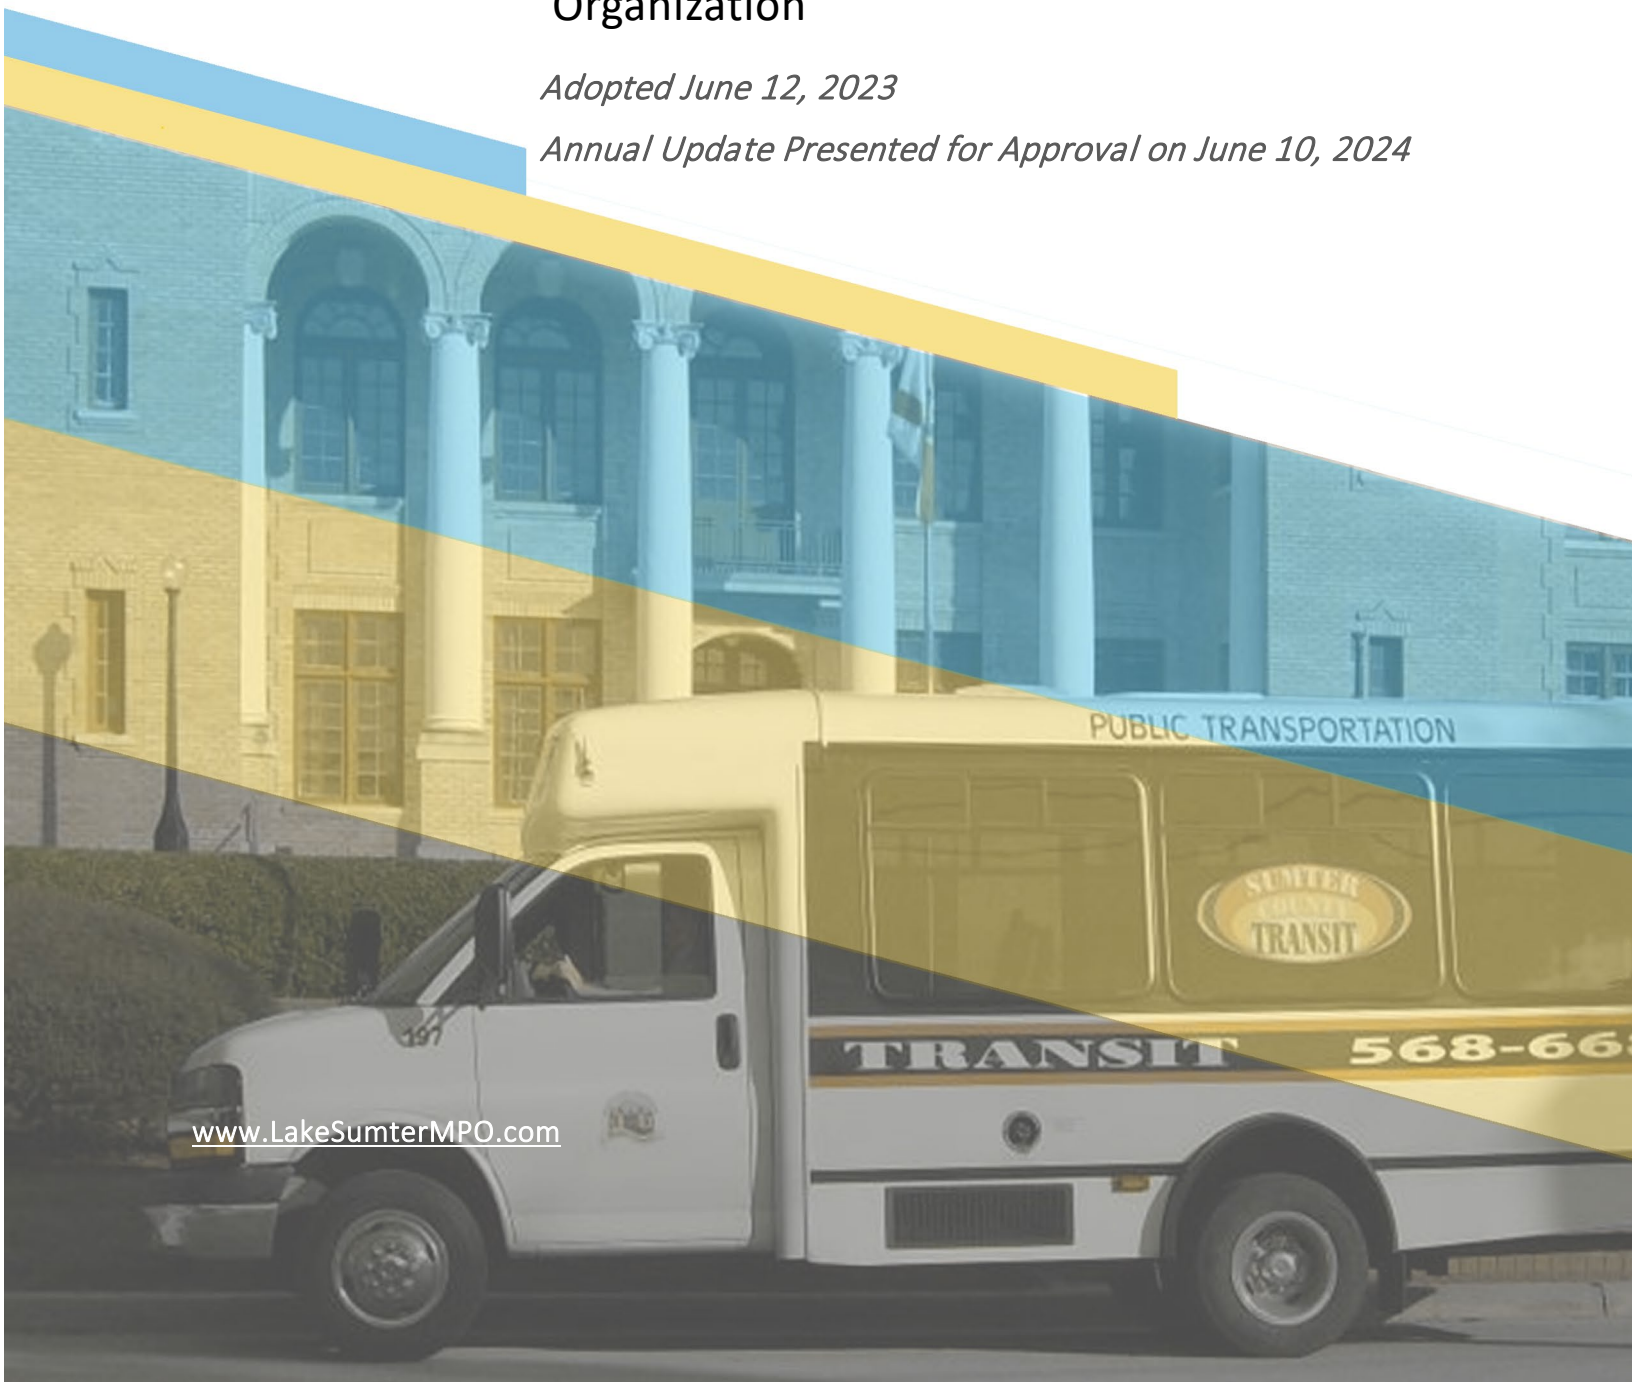 Organization
Adopted June 12, 2023
Annual Update Presented for Approval on June 10, 2024
PUBLIC TRANSPORTATION
SUMTER
COUNTY
TRANSIT
197
TRANSIT 568-66
www.LakeSumterMPO.com